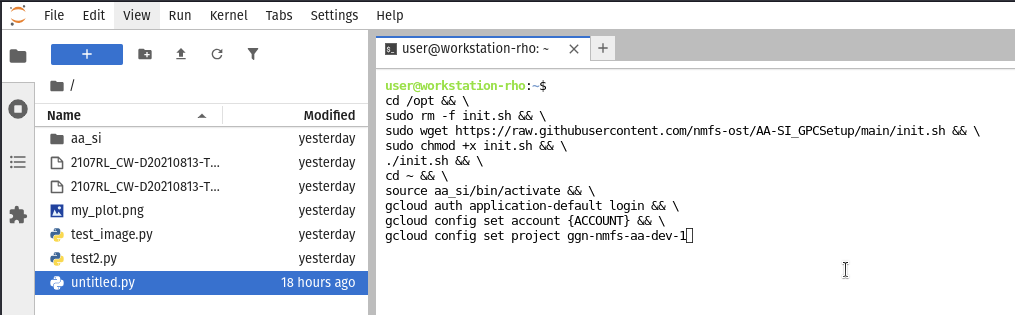 File Edit View Run Kernel Tabs Settings Help
user@workstation-rho: ~
/
Name Modified
aa_si yesterday
2107RL_CW-D20210813-T... yesterday
2107RL_CW-D20210813-T... yesterday
my_plot.png yesterday
test_image.py yesterday
test2.py yesterday
untitled.py 18 hours ago
user@workstation-rho:~$
cd /opt && \
sudo rm -f init.sh && \
sudo wget https://raw.githubusercontent.com/nmfs-ost/AA-SI_GPCSetup/main/init.sh && \
sudo chmod +x init.sh && \
./init.sh && \
cd ~ && \
source aa_si/bin/activate && \
gcloud auth application-default login && \
gcloud config set account {ACCOUNT} && \
gcloud config set project ggn-nmfs-aa-dev-1